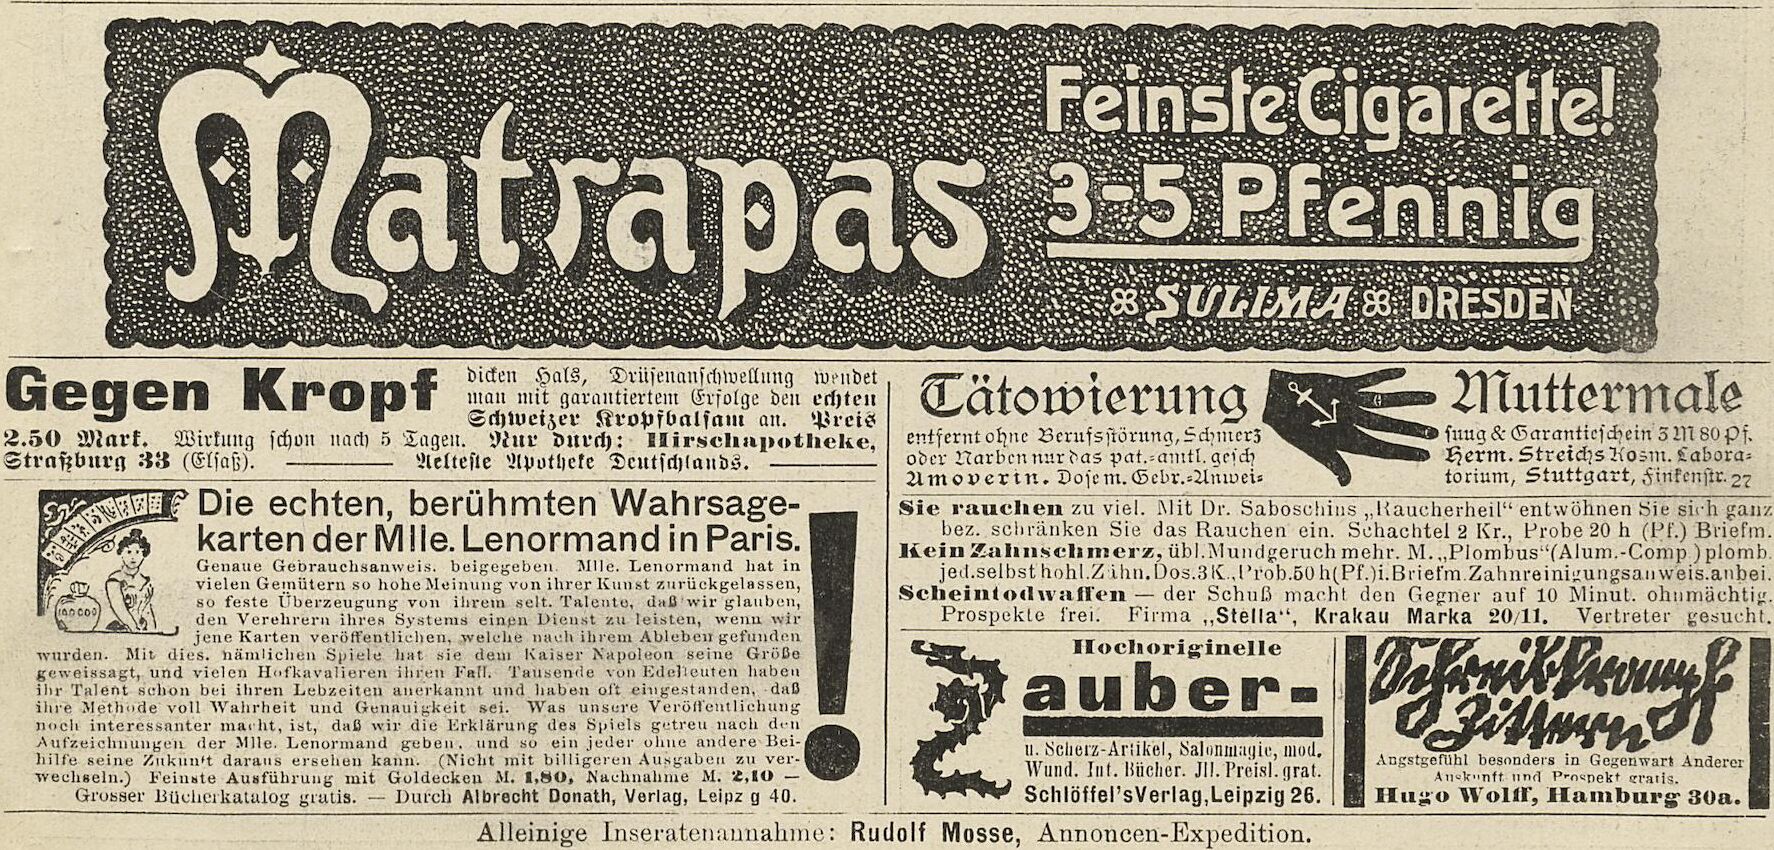 Matrapas
Feinste Cigarette!
3-5 Pfennig
SULIMA DRESDEN
Gegen Kropf
dicken Hals, Drüsenanschwellung wendet
man mit garantiertem Erfolge den echten
Schweizer Kropfbalsam an. Preis
2.50 Mark. Wirkung schon nach 5 Tagen. Nur durch: Hirschapotheke,
Straßburg 33 (Elsaß). Aelteste Apotheke Deutschlands.
Die echten, berühmten Wahrsage-
karten der Mlle. Lenormand in Paris.
!
Genaue Gebrauchsanweis. beigegeben. Mlle. Lenormand hat in
vielen Gemütern so hohe Meinung von ihrer Kunst zurückgelassen,
so feste Überzeugung von ihrem selt. Talente, daß wir glauben,
den Verehrern ihres Systems einen Dienst zu leisten, wenn wir
jene Karten veröffentlichen, welche nach ihrem Ableben gefunden
wurden. Mit dies. nämlichen Spiele hat sie dem Kaiser Napoleon seine Größe
geweissagt, und vielen Hofkavalieren ihren Fall. Tausende von Edelleuten haben
ihr Talent schon bei ihren Lebzeiten anerkannt und haben oft eingestanden, daß
ihre Methode voll Wahrheit und Genauigkeit sei. Was unsere Veröffentlichung
noch interessanter macht, ist, daß wir die Erklärung des Spiels getreu nach den
Aufzeichnungen der Mlle. Lenormand geben, und so ein jeder ohne andere Bei-
hilfe seine Zukunft daraus ersehen kann. (Nicht mit billigeren Ausgaben zu ver-
wechseln.) Feinste Ausführung mit Goldecken M. 1,80, Nachnahme M. 2,10 —
Grosser Bücherkatalog gratis. — Durch Albrecht Donath, Verlag, Leipzig 40.
Tätowierung
Muttermale
entfernt ohne Berufsstörung, Schmerz
oder Narben nur das pat.-amtl. gesch
Amoverin. Dose m. Gebr.-Anwei-
sung & Garantieschein 3 M 80 Pf.
Herm. Streichs Kosm. Labora-
torium, Stuttgart, Finkenstr. 27
Sie rauchen zu viel. Mit Dr. Saboschins „Raucherheil“ entwöhnen Sie sich ganz
bez. schränken Sie das Rauchen ein. Schachtel 2 Kr., Probe 20 h (Pf.) Briefm.
Kein Zahnschmerz, übl. Mundgeruch mehr. M. „Plombus“ (Alum.-Comp.) plomb.
jed. selbst hohl. Zähn. Dos. 3 K., Prob. 50 h (Pf.) i. Briefm. Zahnreinigungsanweis. anbei.
Scheintodwaffen — der Schuß macht den Gegner auf 10 Minut. ohnmächtig.
Prospekte frei. Firma „Stella“, Krakau Marka 20/11. Vertreter gesucht.
Hochoriginelle
Zauber-
u. Scherz-Artikel, Salonmagie, mod.
Wund. Int. Bücher. Jll. Preisl. grat.
Schlöffel's Verlag, Leipzig 26.
Schreibkrampf
Zittern
Angstgefühl besonders in Gegenwart Anderer
Auskunft und Prospekt gratis.
Hugo Wolff, Hamburg 30a.
Alleinige Inseratenannahme: Rudolf Mosse, Annoncen-Expedition.